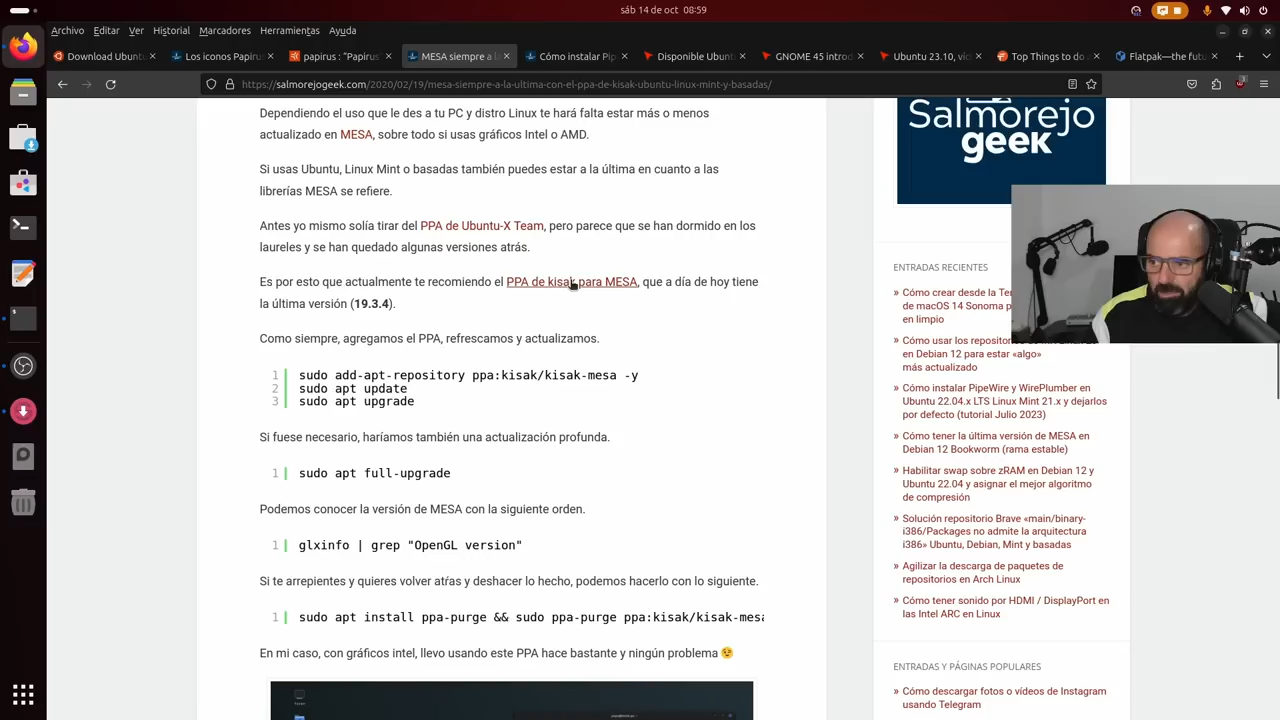 sáb 14 de oct 08:59
Archivo Editar Ver Historial Marcadores Herramientas Ayuda
Download Ubunt
Los iconos Papirus
papirus : “Papirus”
MESA siempre a la
Cómo instalar Pip
Disponible Ubunt
GNOME 45 introd
Ubuntu 23.10, vi
Top Things to do
Flatpak—the fut
https://salmorejogeek.com/2020/02/19/mesa-siempre-a-la-ultima-con-el-ppa-de-kisak-ubuntu-linux-mint-y-basadas/
Dependiendo el uso que le des a tu PC y distro Linux te hará falta estar más o menos
actualizado en MESA, sobre todo si usas gráficos Intel o AMD.
Si usas Ubuntu, Linux Mint o basadas también puedes estar a la última en cuanto a las
librerías MESA se refiere.
Antes yo mismo solía tirar del PPA de Ubuntu-X Team, pero parece que se han dormido en los
laureles y se han quedado algunas versiones atrás.
Es por esto que actualmente te recomiendo el PPA de kisak para MESA, que a día de hoy tiene
la última versión (19.3.4).
Como siempre, agregamos el PPA, refrescamos y actualizamos.
1 sudo add-apt-repository ppa:kisak/kisak-mesa -y
2 sudo apt update
3 sudo apt upgrade
Si fuese necesario, haríamos también una actualización profunda.
1 sudo apt full-upgrade
Podemos conocer la versión de MESA con la siguiente orden.
1 glxinfo | grep "OpenGL version"
Si te arrepientes y quieres volver atŕas y deshacer lo hecho, podemos hacerlo con lo siguiente.
1 sudo apt install ppa-purge && sudo ppa-purge ppa:kisak/kisak-mesa
En mi caso, con gráficos intel, llevo usando este PPA hace bastante y ningún problema 😉
Salmorejo
geek
ENTRADAS RECIENTES
» Cómo crear desde la Ter
de macOS 14 Sonoma p
en limpio
» Cómo usar los repositor
en Debian 12 para estar «algo»
más actualizado
» Cómo instalar PipeWire y WirePlumber en
Ubuntu 22.04.x LTS Linux Mint 21.x y dejarlos
por defecto (tutorial Julio 2023)
» Cómo tener la última versión de MESA en
Debian 12 Bookworm (rama estable)
» Habilitar swap sobre zRAM en Debian 12 y
Ubuntu 22.04 y asignar el mejor algoritmo
de compresión
» Solución repositorio Brave «main/binary-
i386/Packages no admite la arquitectura
i386» Ubuntu, Debian, Mint y basadas
» Agilizar la descarga de paquetes de
repositorios en Arch Linux
» Cómo tener sonido por HDMI / DisplayPort en
las Intel ARC en Linux
ENTRADAS Y PÁGINAS POPULARES
» Cómo descargar fotos o vídeos de Instagram
usando Telegram